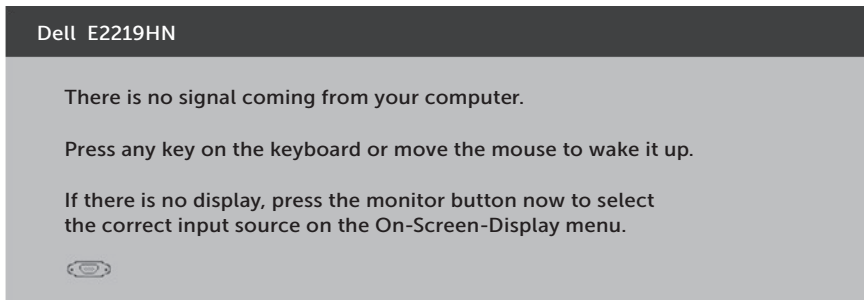 Dell E2219HN
There is no signal coming from your computer.
Press any key on the keyboard or move the mouse to wake it up.
If there is no display, press the monitor button now to select
the correct input source on the On-Screen-Display menu.